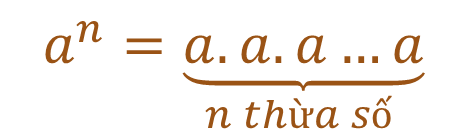 aⁿ = a. a. a ... a
n thừa số